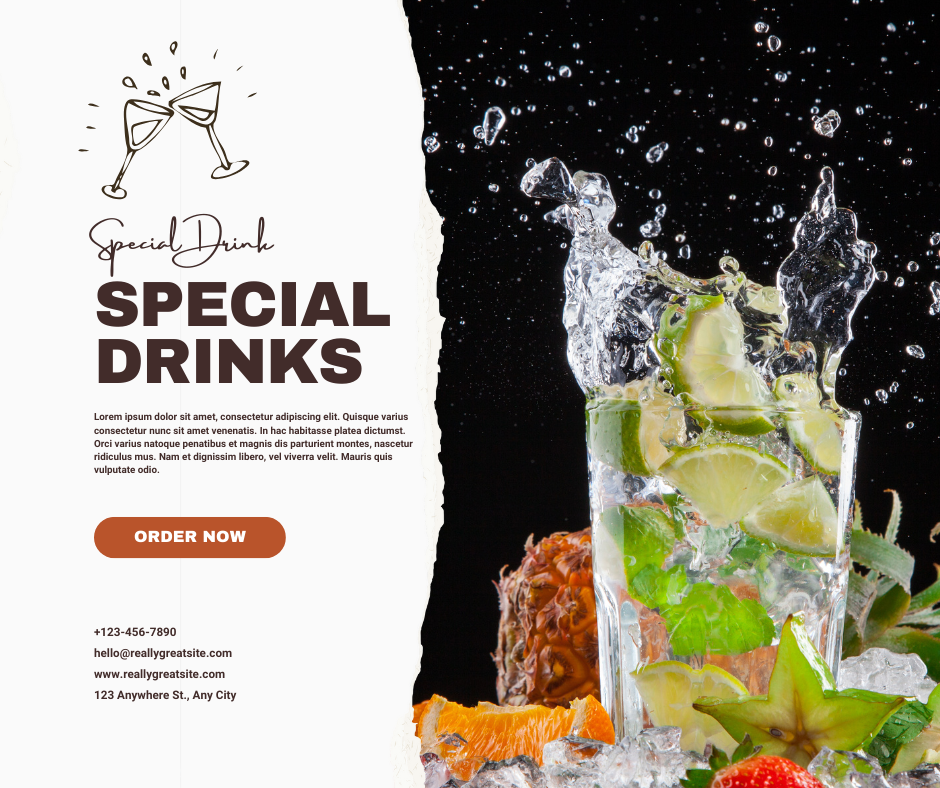 Special Drink
SPECIAL
DRINKS
Lorem ipsum dolor sit amet, consectetur adipiscing elit. Quisque varius
consectetur nunc sit amet venenatis. In hac habitasse platea dictumst.
Orci varius natoque penatibus et magnis dis parturient montes, nascetur
ridiculus mus. Nam et dignissim libero, vel viverra velit. Mauris quis
vulputate odio.
ORDER NOW
+123-456-7890
hello@reallygreatsite.com
www.reallygreatsite.com
123 Anywhere St., Any City